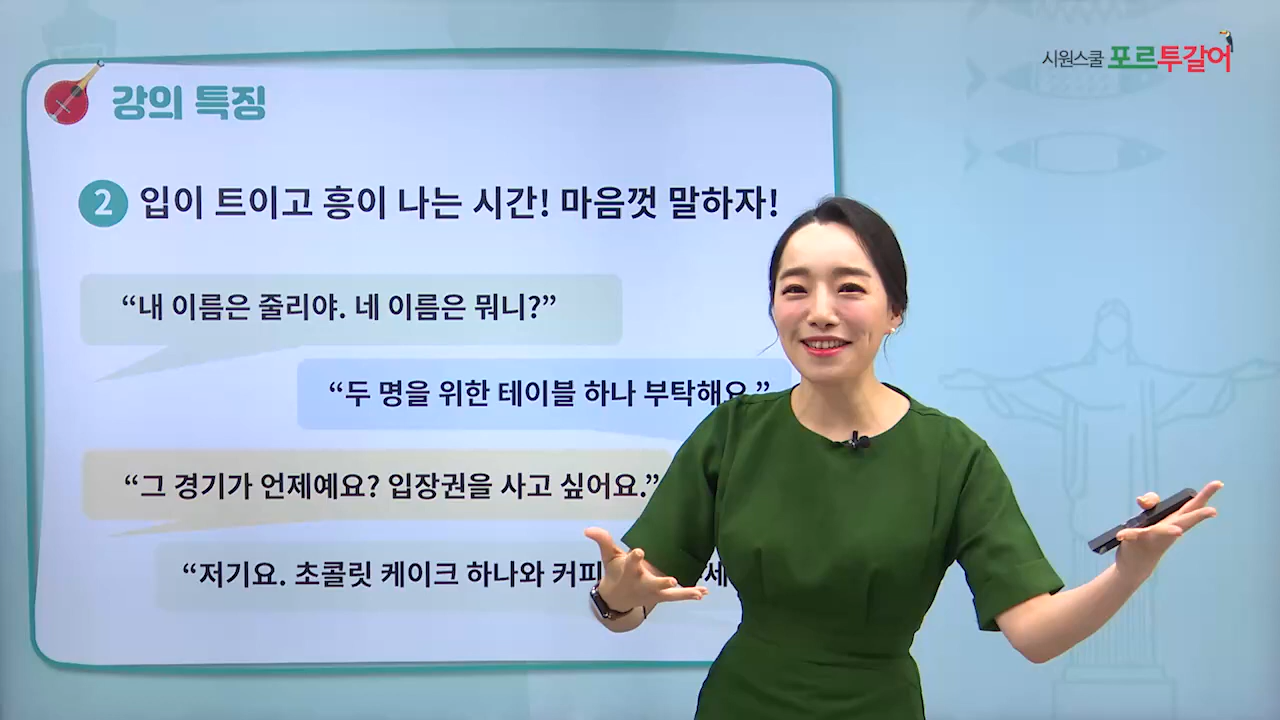 시원스쿨 포르투갈어
강의 특징
2 입이 트이고 흥이 나는 시간! 마음껏 말하자!
“내 이름은 줄리야. 네 이름은 뭐니?”
“두 명을 위한 테이블 하나 부탁해요.”
“그 경기가 언제예요? 입장권을 사고 싶어요.”
“저기요. 초콜릿 케이크 하나와 커피